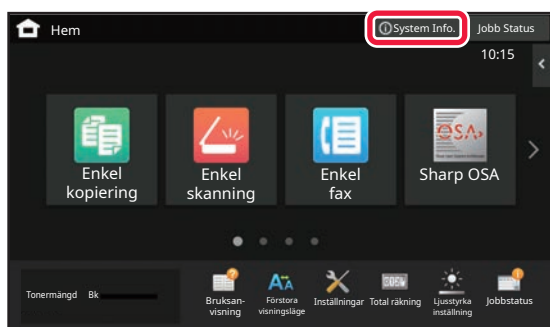 Hem
System Info.
Jobb Status
10:15
Enkel
kopiering
Enkel
skanning
Enkel
fax
OSA
Sharp OSA
Tonermängd Bk
Bruksan-
visning
Förstora
visningsläge
Inställningar
Total räkning
Ljusstyrka
inställning
Jobbstatus